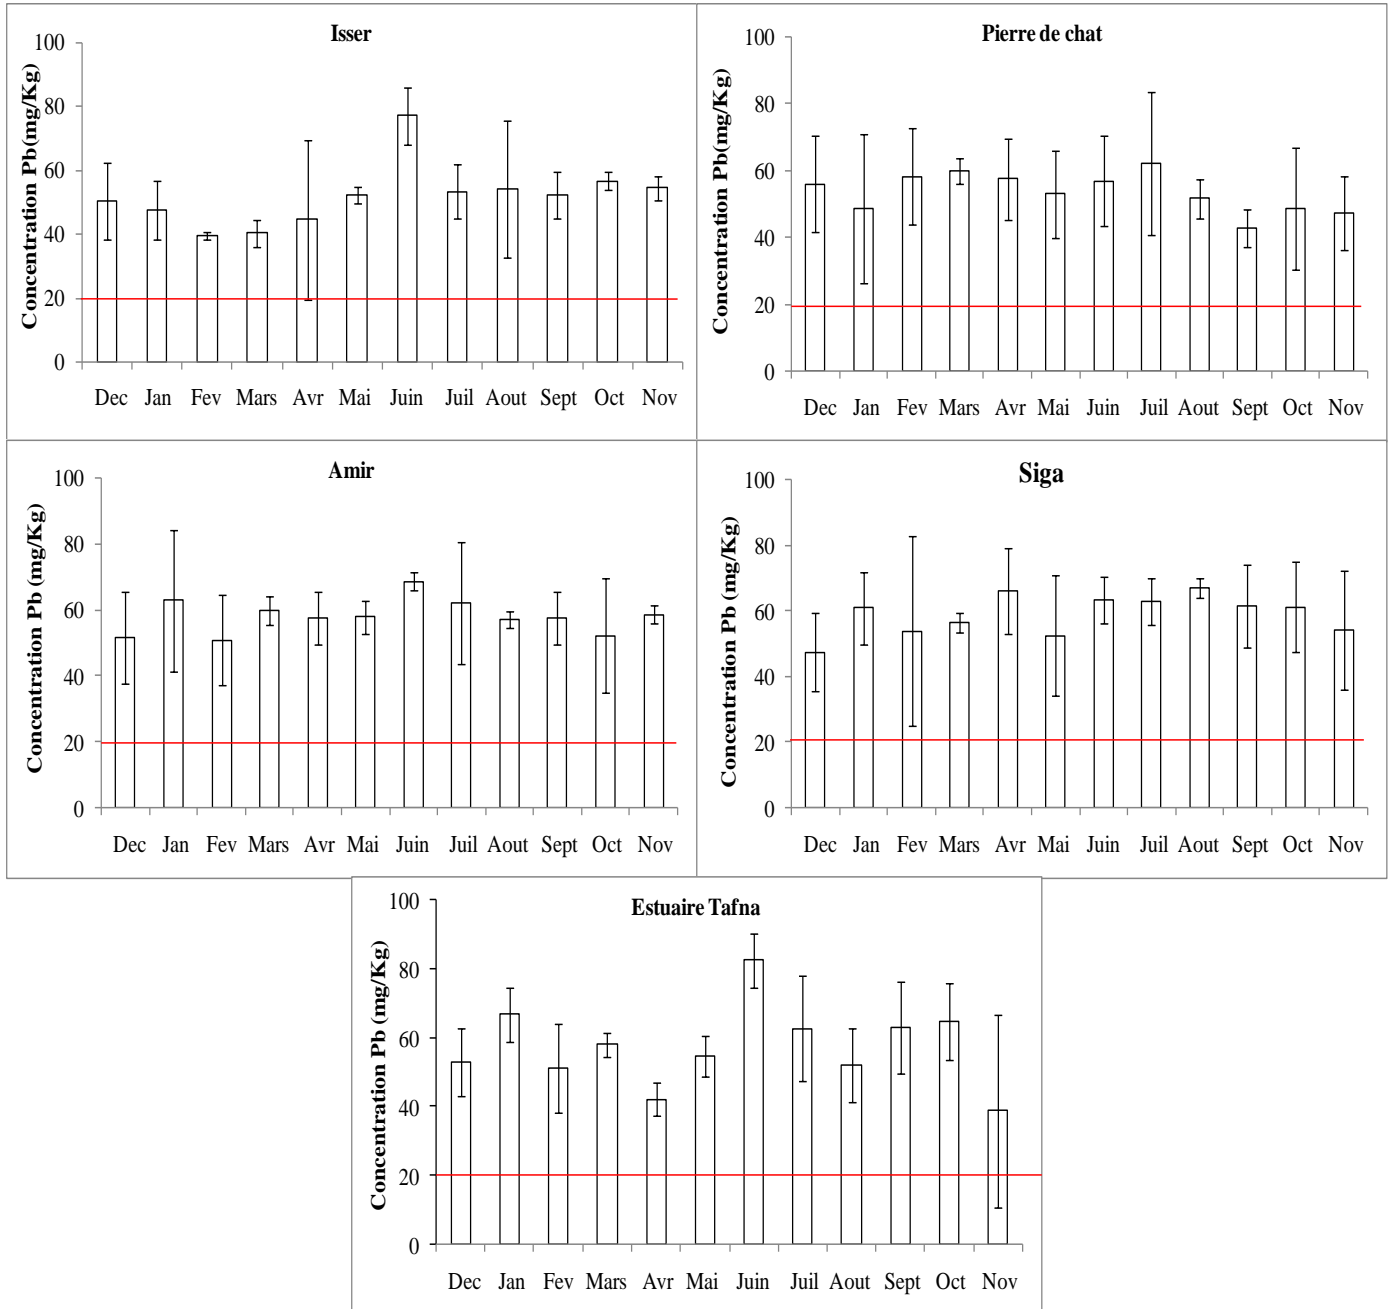 Isser
Concentration Pb(mg/Kg)
100
80
60
40
20
0
Dec Jan Fev Mars Avr Mai Juin Juil Aout Sept Oct Nov
Pierre de chat
Concentration Pb(mg/Kg)
100
80
60
40
20
0
Dec Jan Fev Mars Avr Mai Juin Juil Aout Sept Oct Nov
Amir
Concentration Pb (mg/Kg)
100
80
60
40
20
0
Dec Jan Fev Mars Avr Mai Juin Juil Aout Sept Oct Nov
Siga
Concentration Pb (mg/Kg)
100
80
60
40
20
0
Dec Jan Fev Mars Avr Mai Juin Juil Aout Sept Oct Nov
Estuaire Tafna
Concentration Pb (mg/Kg)
100
80
60
40
20
0
Dec Jan Fev Mars Avr Mai Juin Juil Aout Sept Oct Nov